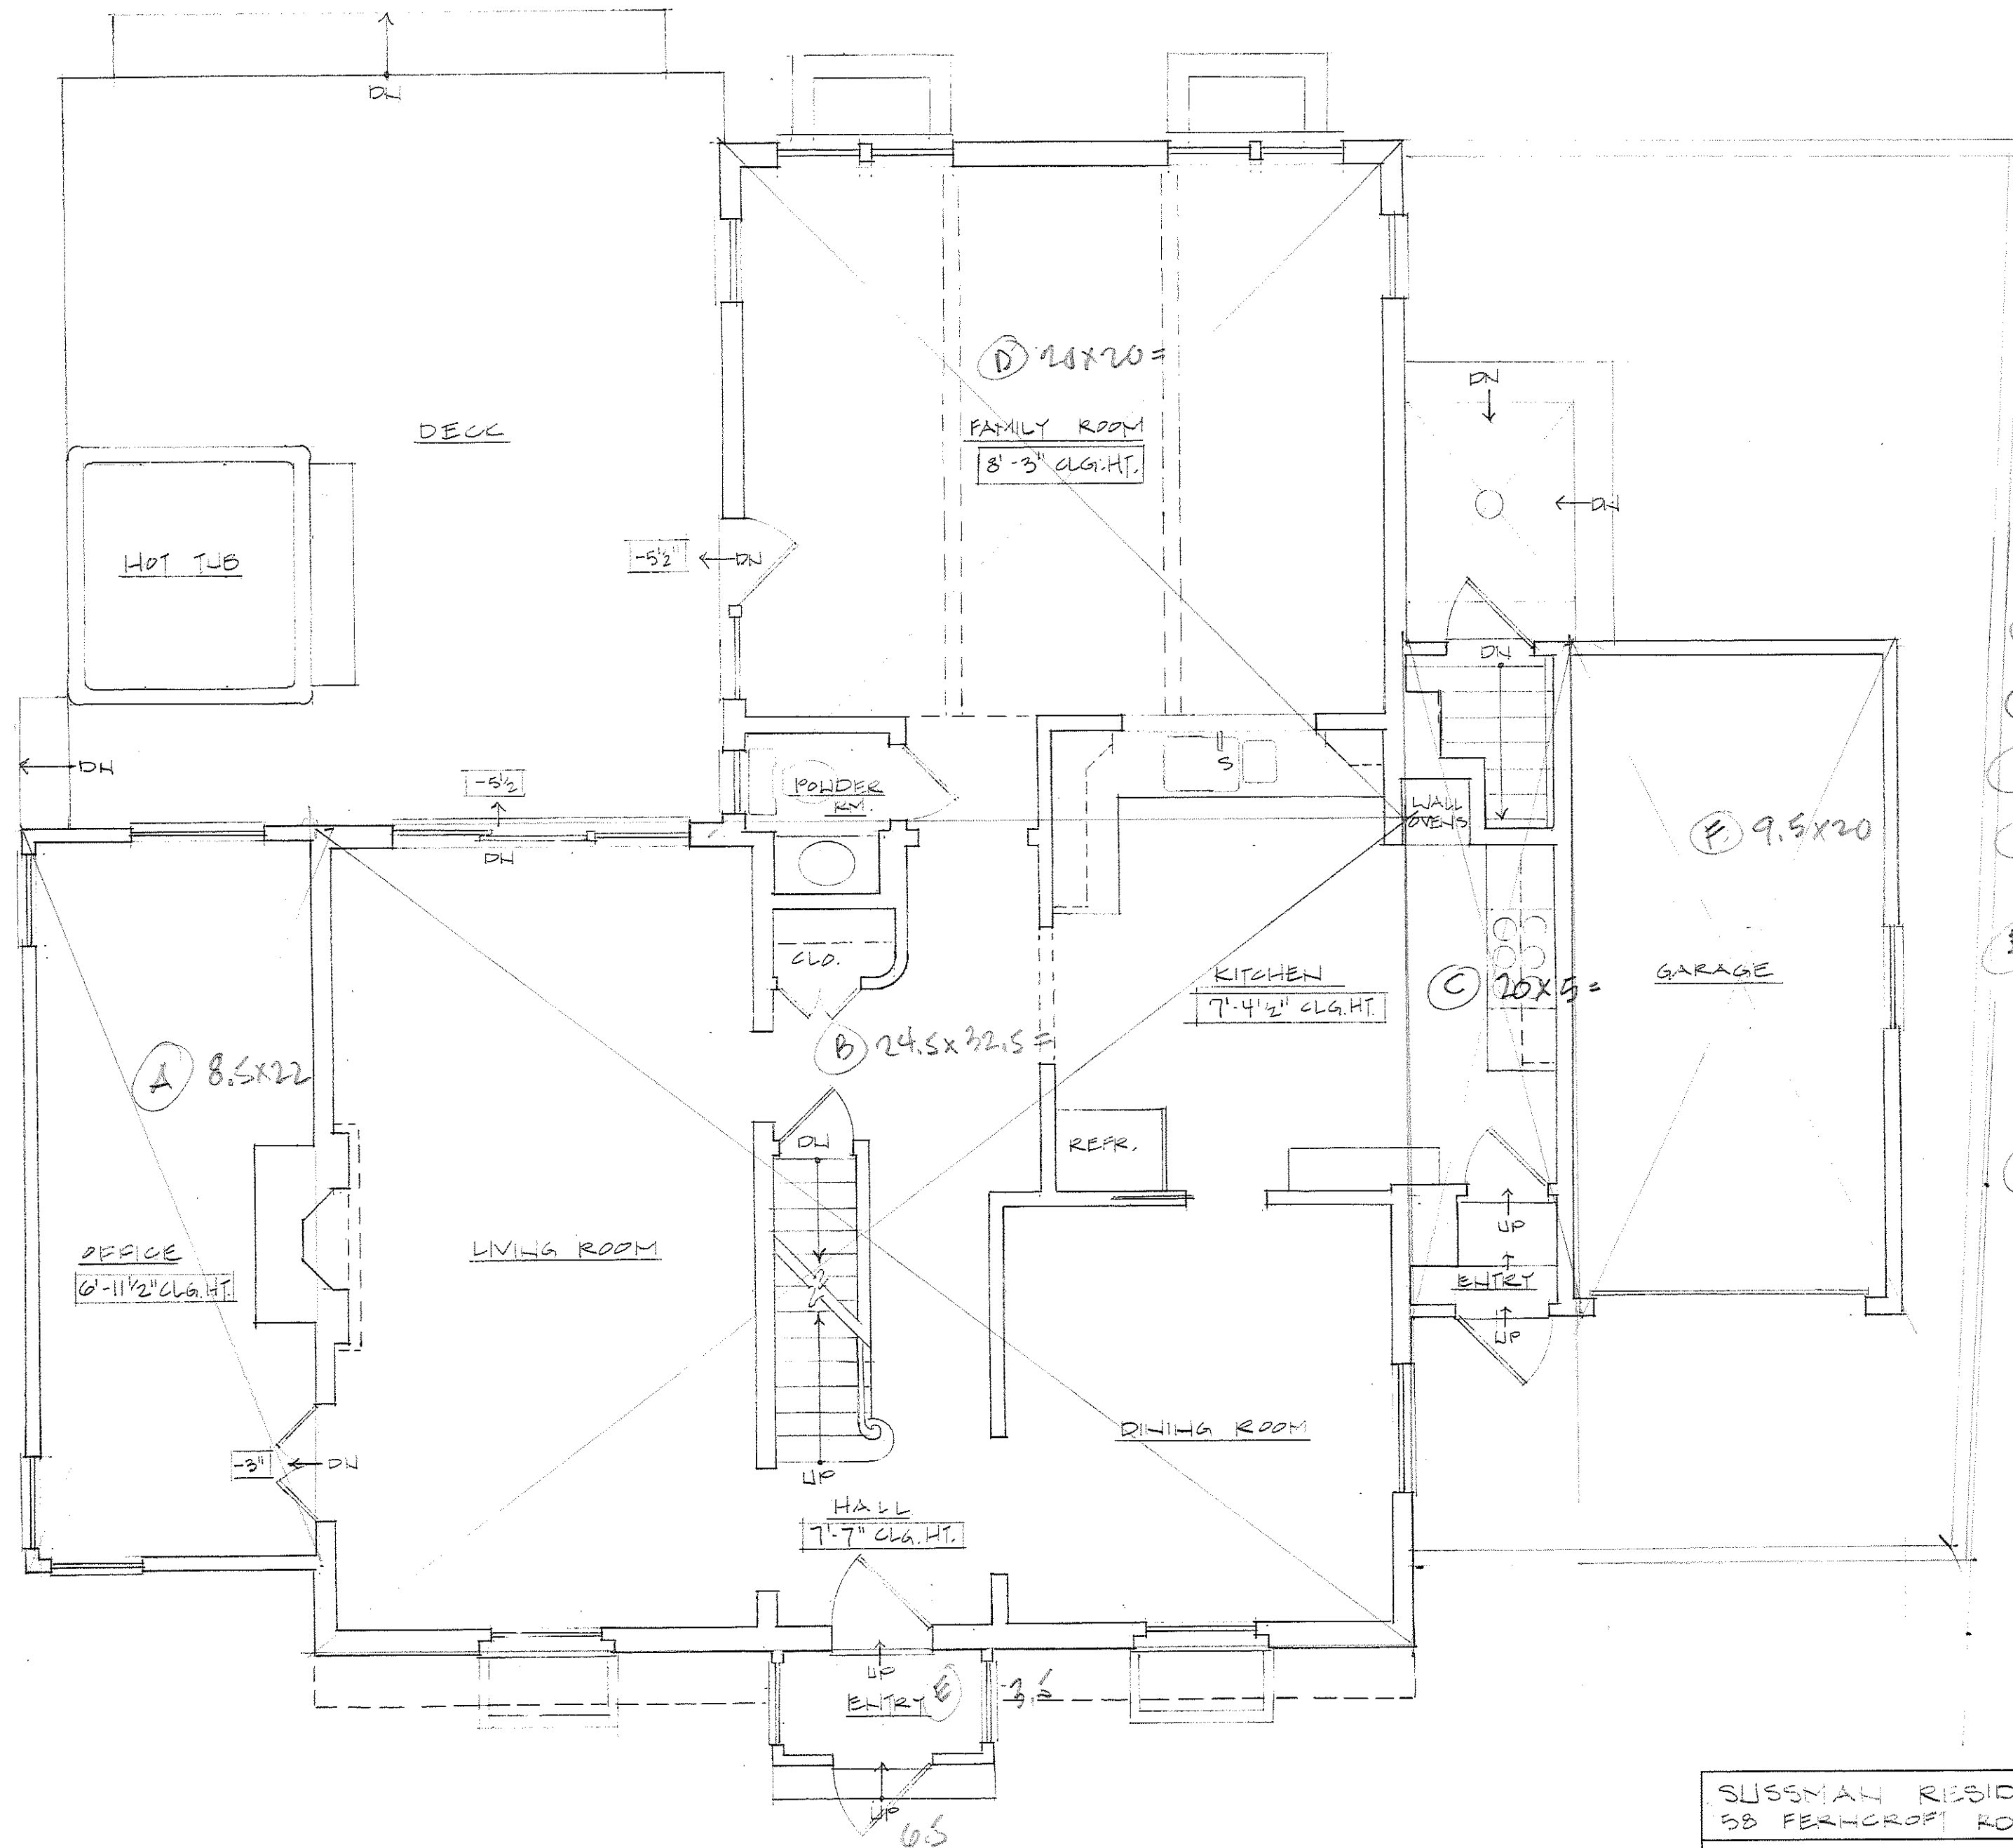 DN
D 20X20=
FAMILY ROOM
8'-3" CLG.HT.
DECK
DN
DN
HOT TUB
-5½"
DN
DN
DN
-5½
DN
POWDER
RM.
S
WALL
OVENS
F. 9.5X20
CLO.
KITCHEN
7'-4½" CLG.HT.
C 20X5=
GARAGE
B 24.5X32.5=
A 8.5X22
DN
REFR.
UP
OFFICE
6'-11½" CLG.HT.
LIVING ROOM
ENTRY
UP
DINING ROOM
-3"
DN
UP
HALL
7'-7" CLG.HT.
UP
ENTRY E
3.5
UP
6.5
SUSSMAN RESID
58 FERNCROFT RO